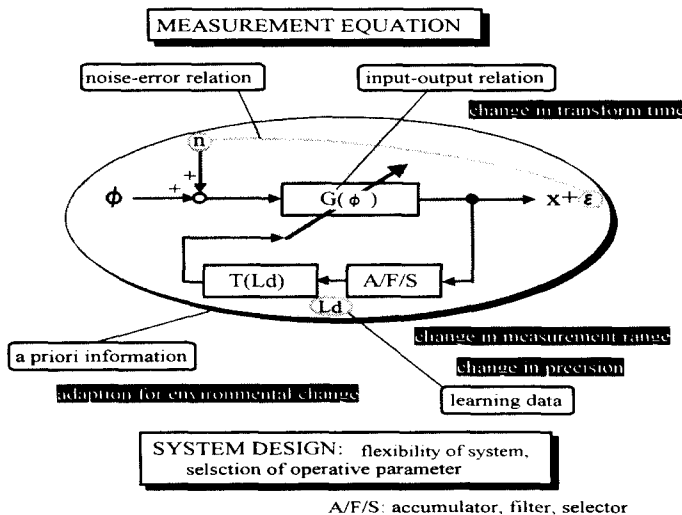 MEASUREMENT EQUATION
noise-error relation
input-output relation
change in transform time
n
+
ϕ
+
G( ϕ )
x+ ε
T(Ld)
A/F/S
Ld
change in measurement range
a priori information
change in precision
adaption for environmental change
learning data
SYSTEM DESIGN: flexibility of system,
selsction of operative parameter
A/F/S: accumulator, filter, selector